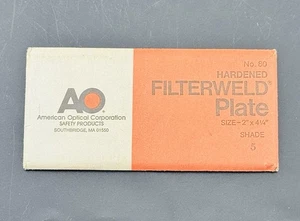 AO
American Optical Corporation
SAFETY PRODUCTS
SOUTHBRIDGE, MA 01550
No. 50
HARDENED
FILTERWELD®
Plate
SIZE-2" x 4¼"
SHADE
5